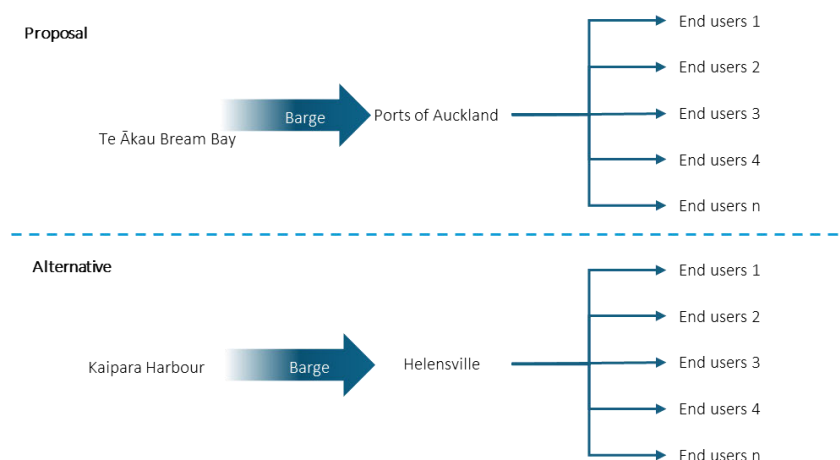 Proposal
Te Ākau Bream Bay
Barge
Ports of Auckland
End users 1
End users 2
End users 3
End users 4
End users n
Alternative
Kaipara Harbour
Barge
Helensville
End users 1
End users 2
End users 3
End users 4
End users n